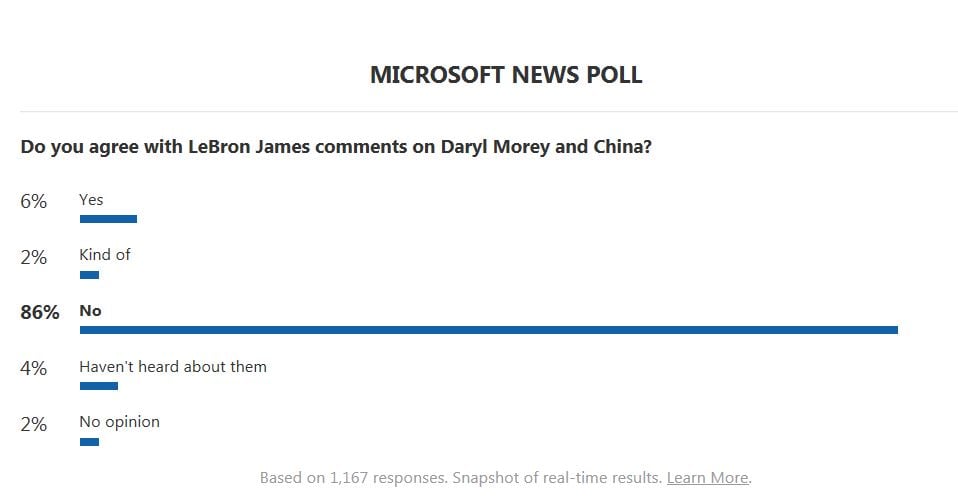 MICROSOFT NEWS POLL
Do you agree with LeBron James comments on Daryl Morey and China?
6% Yes
2% Kind of
86% No
4% Haven't heard about them
2% No opinion
Based on 1,167 responses. Snapshot of real-time results. Learn More.